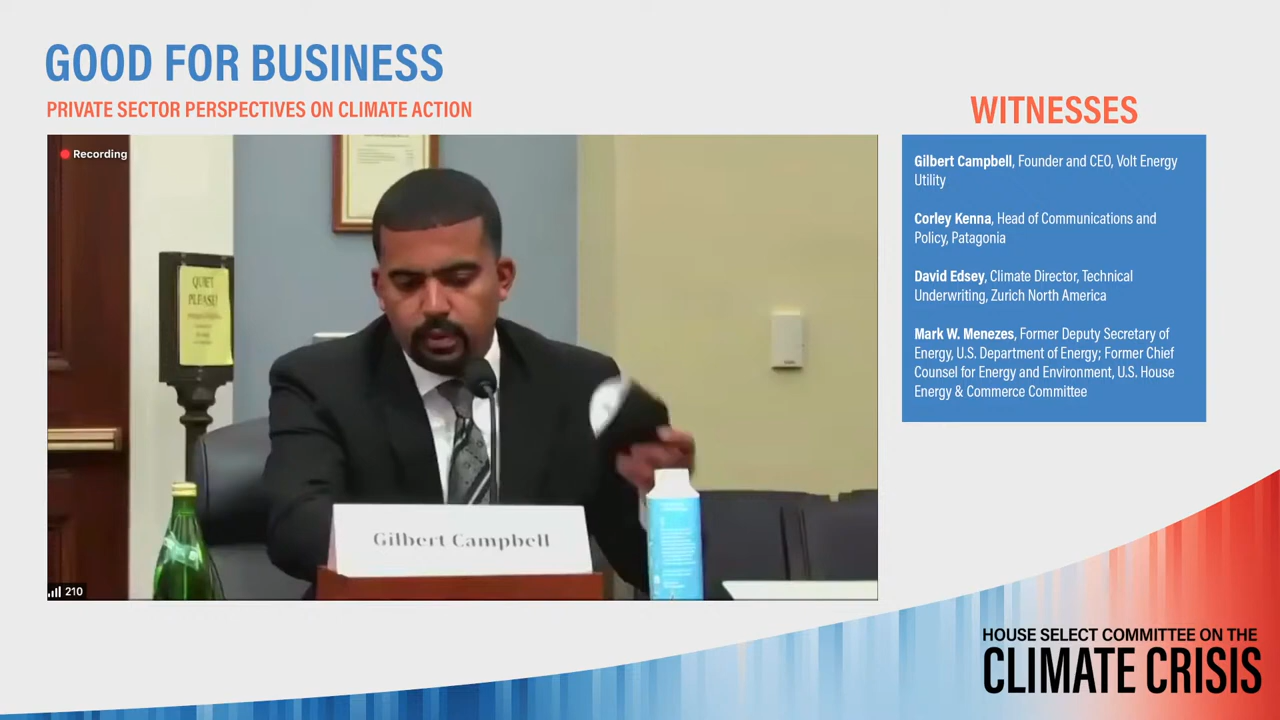 GOOD FOR BUSINESS
PRIVATE SECTOR PERSPECTIVES ON CLIMATE ACTION
WITNESSES
Recording
QUIET
PLEASE
Gilbert Campbell
210
Gilbert Campbell, Founder and CEO, Volt Energy
Utility
Corley Kenna, Head of Communications and
Policy, Patagonia
David Edsey, Climate Director, Technical
Underwriting, Zurich North America
Mark W. Menezes, Former Deputy Secretary of
Energy, U.S. Department of Energy; Former Chief
Counsel for Energy and Environment, U.S. House
Energy & Commerce Committee
HOUSE SELECT COMMITTEE ON THE
CLIMATE CRISIS